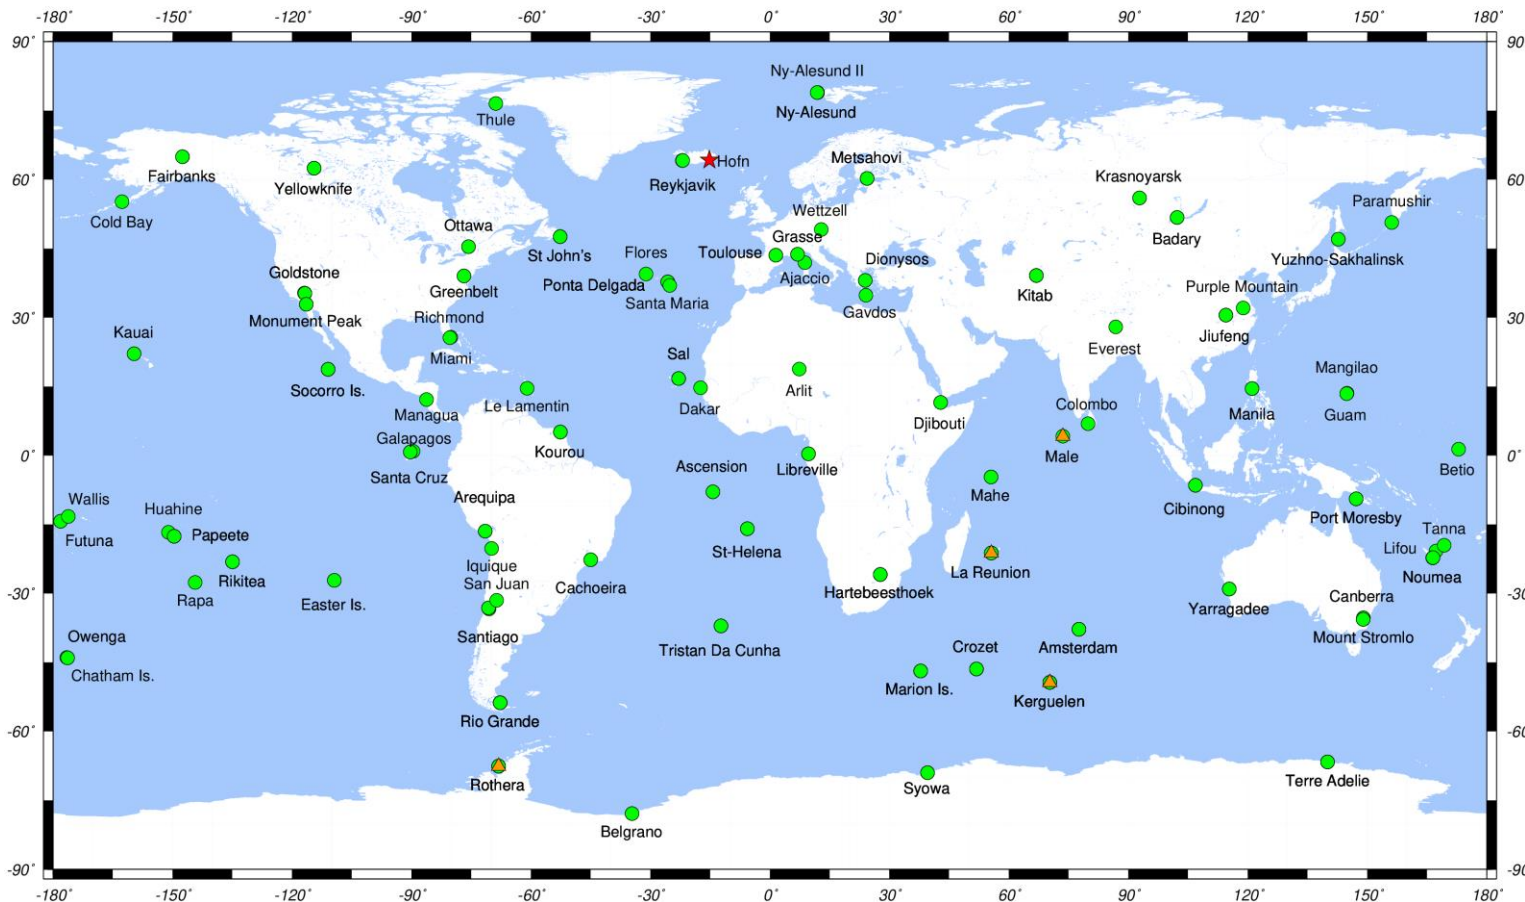 -180° -150° -120° -90° -60° -30° 0° 30° 60° 90° 120° 150° 180°
90° 90
Ny-Alesund II
Thule Ny-Alesund
Hofn Metsahovi
Fairbanks Yellowknife Reykjavik Krasnoyarsk
60° 60
Cold Bay Ottawa Wettzell Paramushir
St John's Flores Toulouse Grasse Dionysos Badary Yuzhno-Sakhalinsk
Goldstone Greenbelt Ponta Delgada Ajaccio
Santa Maria Gavdos Kitab Purple Mountain
Monument Peak Richmond
30° 30
Kauai Miami Everest Jiufeng
Socorro Is. Sal Arlit Mangilao
Managua Le Lamentin Dakar Djibouti Colombo Manila Guam
Galapagos Kourou Male
0° 0
Santa Cruz Ascension Libreville Betio
Arequipa Mahe Cibinong
Wallis Huahine Port Moresby
Futuna Papeete St-Helena Tanna
Iquique Lifou
Rikitea San Juan Cachoeira La Reunion Noumea
-30° -30
Rapa Easter Is. Hartebeesthoek Yarragadee Canberra
Owenga Santiago Mount Stromlo
Tristan Da Cunha Crozet Amsterdam
Chatham Is. Marion Is. Kerguelen
Rio Grande
-60° -60
Rothera Syowa Terre Adelie
Belgrano
-90° -90
-180° -150° -120° -90° -60° -30° 0° 30° 60° 90° 120° 150° 180°